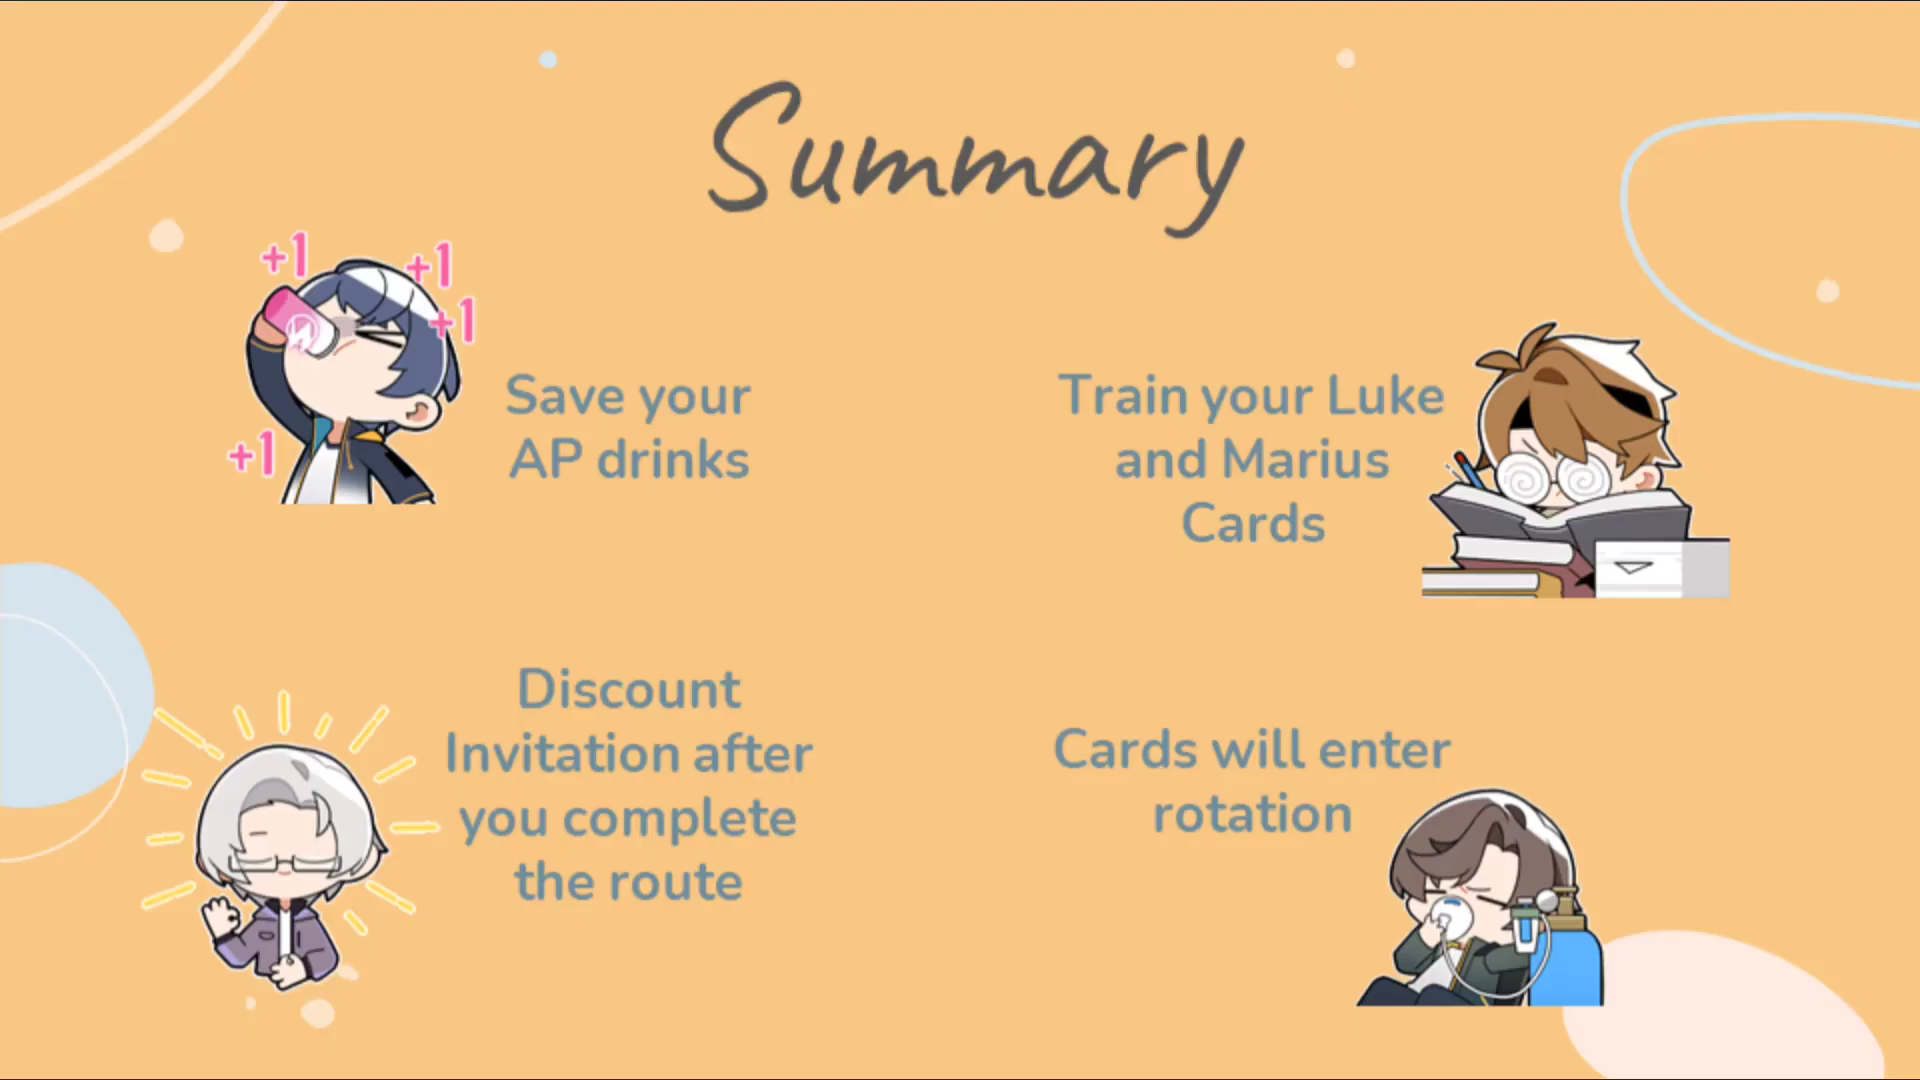 Summary
+1
+1
+1
+1
Save your
AP drinks
Train your Luke
and Marius
Cards
Discount
Invitation after
you complete
the route
Cards will enter
rotation